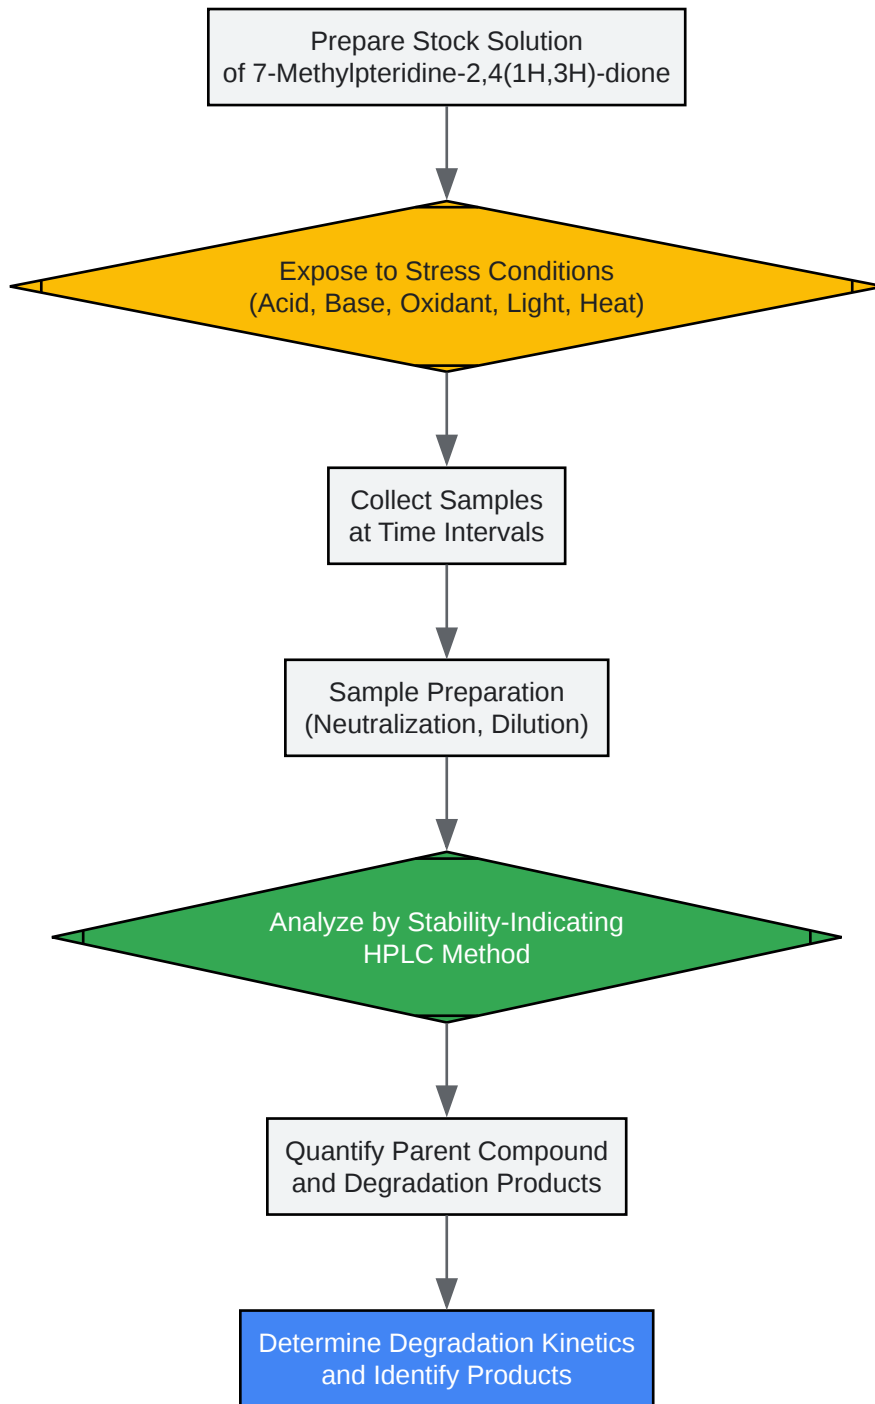 Prepare Stock Solution
of 7-Methylpteridine-2,4(1H,3H)-dione
Expose to Stress Conditions
(Acid, Base, Oxidant, Light, Heat)
Collect Samples
at Time Intervals
Sample Preparation
(Neutralization, Dilution)
Analyze by Stability-Indicating
HPLC Method
Quantify Parent Compound
and Degradation Products
Determine Degradation Kinetics
and Identify Products